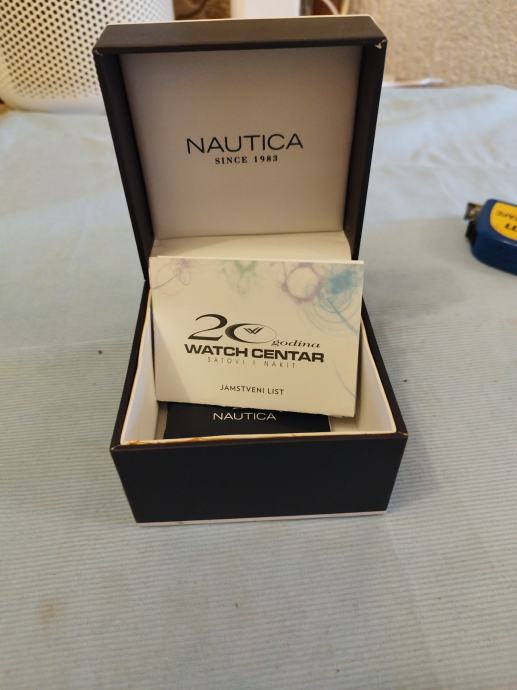 NAUTICA
SINCE 1983
20 godina
WATCH CENTAR
SATOVI I NAKIT
JAMSTVENI LIST
NAUTICA